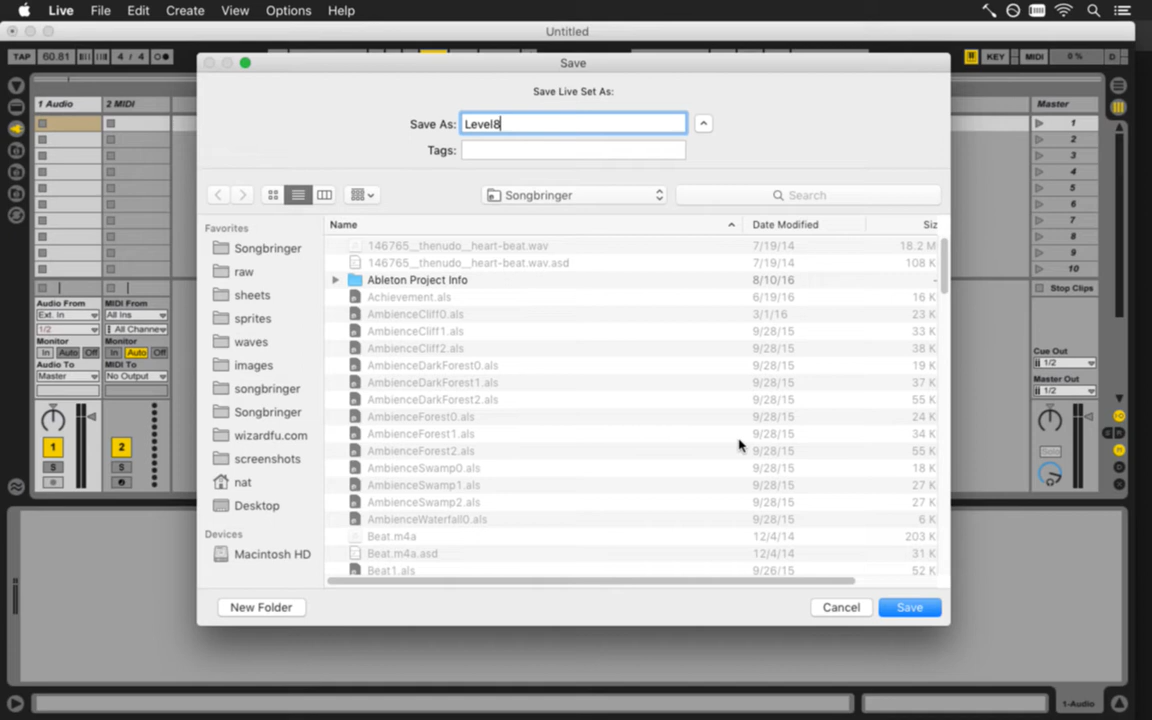 Live File Edit Create View Options Help
Untitled
TAP 60.81 4 / 4 KEY MIDI 0 % D
Save
Save Live Set As:
Save As: Level8
Tags:
Songbringer Search
1 Audio 2 MIDI
Master
1
2
3
4
5
6
7
8
9
10
Stop Clips
Audio From MIDI From
Ext. In All Ins
1/2 All Channe
Monitor Monitor
In Auto Off In Auto Off
Audio To MIDI To
Master No Output
1 2
S S
Cue Out
1/2
Master Out
1/2
Solo
Favorites
Songbringer
raw
sheets
sprites
waves
images
songbringer
Songbringer
wizardfu.com
screenshots
nat
Desktop
Devices
Macintosh HD
Name Date Modified Siz
146765__thenudo__heart-beat.wav 7/19/14 18.2 M
146765__thenudo__heart-beat.wav.asd 7/19/14 108 K
Ableton Project Info 8/10/16 -
Achievement.als 6/19/16 16 K
AmbienceCliff0.als 3/1/16 23 K
AmbienceCliff1.als 9/28/15 33 K
AmbienceCliff2.als 9/28/15 38 K
AmbienceDarkForest0.als 9/28/15 19 K
AmbienceDarkForest1.als 9/28/15 37 K
AmbienceDarkForest2.als 9/28/15 55 K
AmbienceForest0.als 9/28/15 24 K
AmbienceForest1.als 9/28/15 34 K
AmbienceForest2.als 9/28/15 55 K
AmbienceSwamp0.als 9/28/15 18 K
AmbienceSwamp1.als 9/28/15 27 K
AmbienceSwamp2.als 9/28/15 27 K
AmbienceWaterfall0.als 9/28/15 6 K
Beat.m4a 12/4/14 203 K
Beat.m4a.asd 12/4/14 31 K
Beat1.als 9/26/15 52 K
New Folder Cancel Save
1-Audio